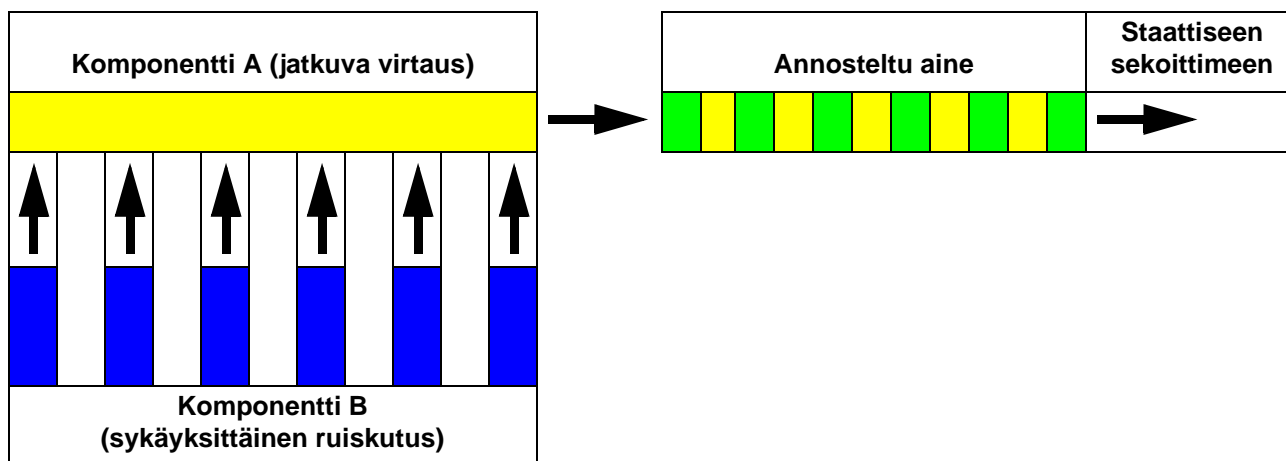 Komponentti A (jatkuva virtaus)
Annosteltu aine
Staattiseen
sekoittimeen
Komponentti B
(sykäyksittäinen ruiskutus)